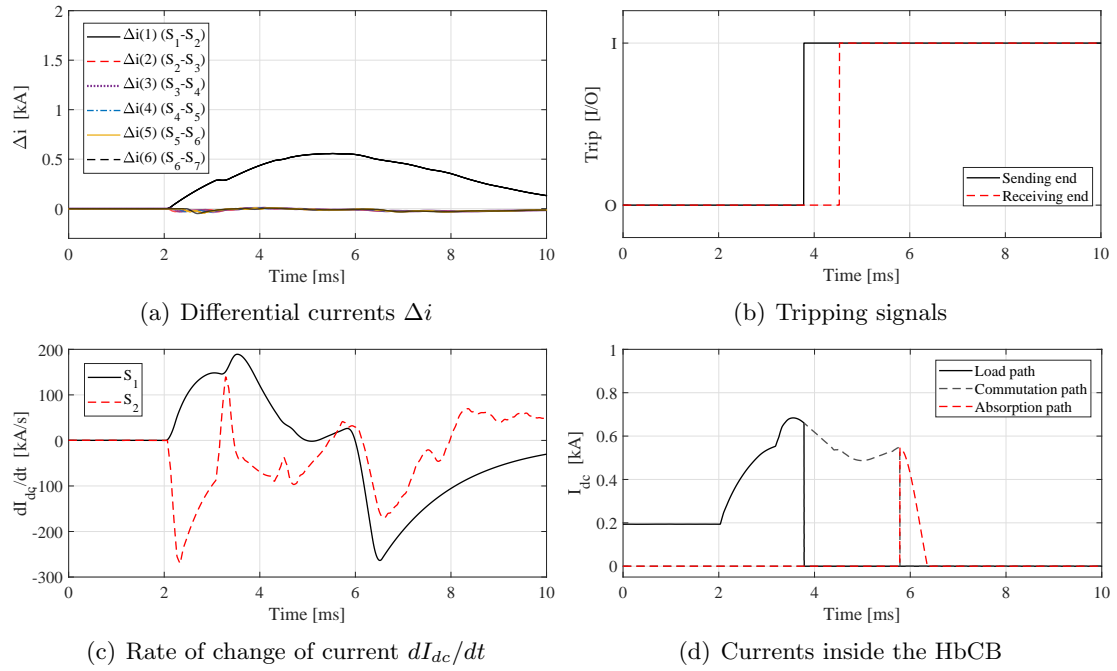 2
1.5
1
0.5
0
Δi [kA]
Δi(1) (S1-S2)
Δi(2) (S2-S3)
Δi(3) (S3-S4)
Δi(4) (S4-S5)
Δi(5) (S5-S6)
Δi(6) (S6-S7)
0 2 4 6 8 10
Time [ms]
(a) Differential currents Δi
I
O
Trip [I/O]
Sending end
Receiving end
0 2 4 6 8 10
Time [ms]
(b) Tripping signals
200
100
0
-100
-200
-300
dIdc/dt [kA/s]
S1
S2
0 2 4 6 8 10
Time [ms]
(c) Rate of change of current dIdc/dt
1
0.8
0.6
0.4
0.2
0
Idc [kA]
Load path
Commutation path
Absorption path
0 2 4 6 8 10
Time [ms]
(d) Currents inside the HbCB